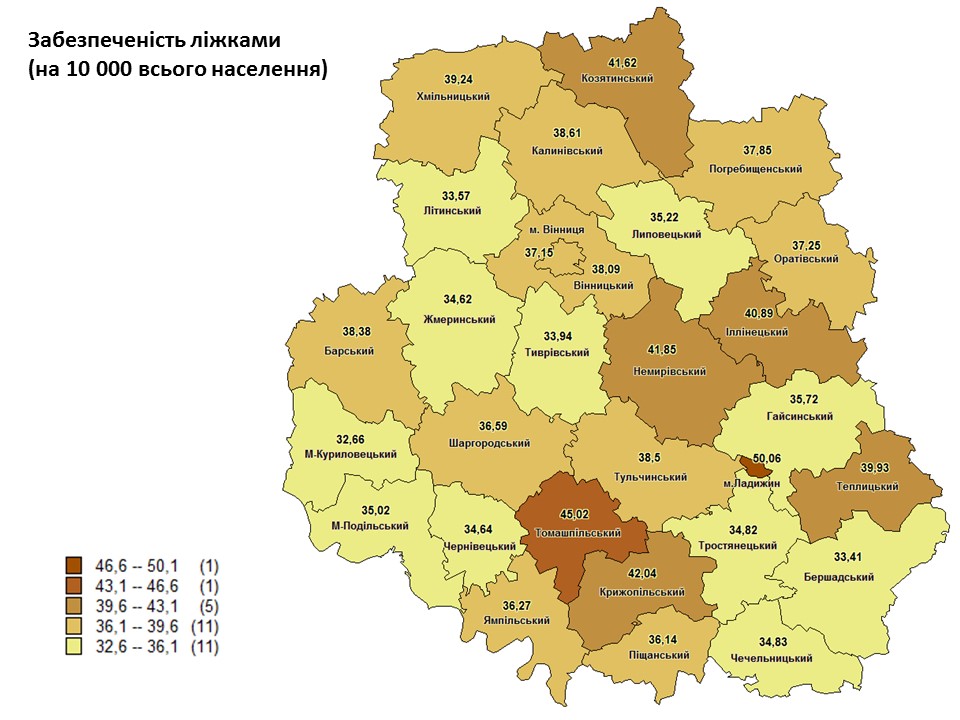 Забезпеченість ліжками
(на 10 000 всього населення)
41,62
Козятинський
39,24
Хмільницький
38,61
Калинівський
37,85
Погребищенський
33,57
Літинський
35,22
Липовецький
м. Вінниця
37,15
37,25
Оратівський
38,09
Вінницький
34,62
Жмеринський
40,89
Іллінецький
38,38
Барський
33,94
Тиврівський
41,85
Немирівський
35,72
Гайсинський
36,59
Шаргородський
32,66
М-Куриловецький
38,5
Тульчинський
50,06
м.Ладижин
39,93
Теплицький
35,02
М-Подільський
45,02
Томашпільський
34,64
Чернівецький
34,82
Тростянецький
33,41
Бершадський
42,04
Крижопільський
36,27
Ямпільський
36,14
Піщанський
34,83
Чечельницький
46,6 -- 50,1 (1)
43,1 -- 46,6 (1)
39,6 -- 43,1 (5)
36,1 -- 39,6 (11)
32,6 -- 36,1 (11)